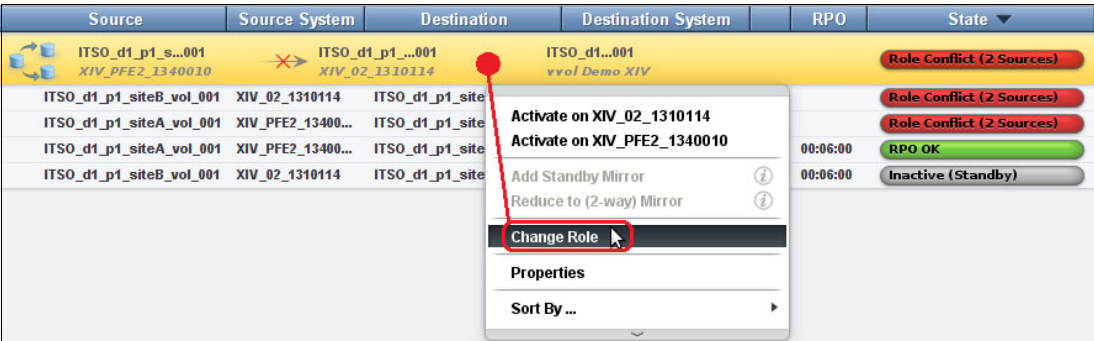 Source Source System Destination Destination System RPO State
ITSO_d1_p1_s...001 ITSO_d1_p1_...001 ITSO_d1...001 Role Conflict (2 Sources)
XIV_PFE2_1340010 XIV_02_1310114 vvol Demo XIV
ITSO_d1_p1_siteB_vol_001 XIV_02_1310114 ITSO_d1_p1_site Role Conflict (2 Sources)
ITSO_d1_p1_siteA_vol_001 XIV_PFE2_13400... ITSO_d1_p1_site Role Conflict (2 Sources)
ITSO_d1_p1_siteA_vol_001 XIV_PFE2_13400... ITSO_d1_p1_site 00:06:00 RPO OK
ITSO_d1_p1_siteB_vol_001 XIV_02_1310114 ITSO_d1_p1_site 00:06:00 Inactive (Standby)
Activate on XIV_02_1310114
Activate on XIV_PFE2_1340010
Add Standby Mirror
Reduce to (2-way) Mirror
Change Role
Properties
Sort By ...